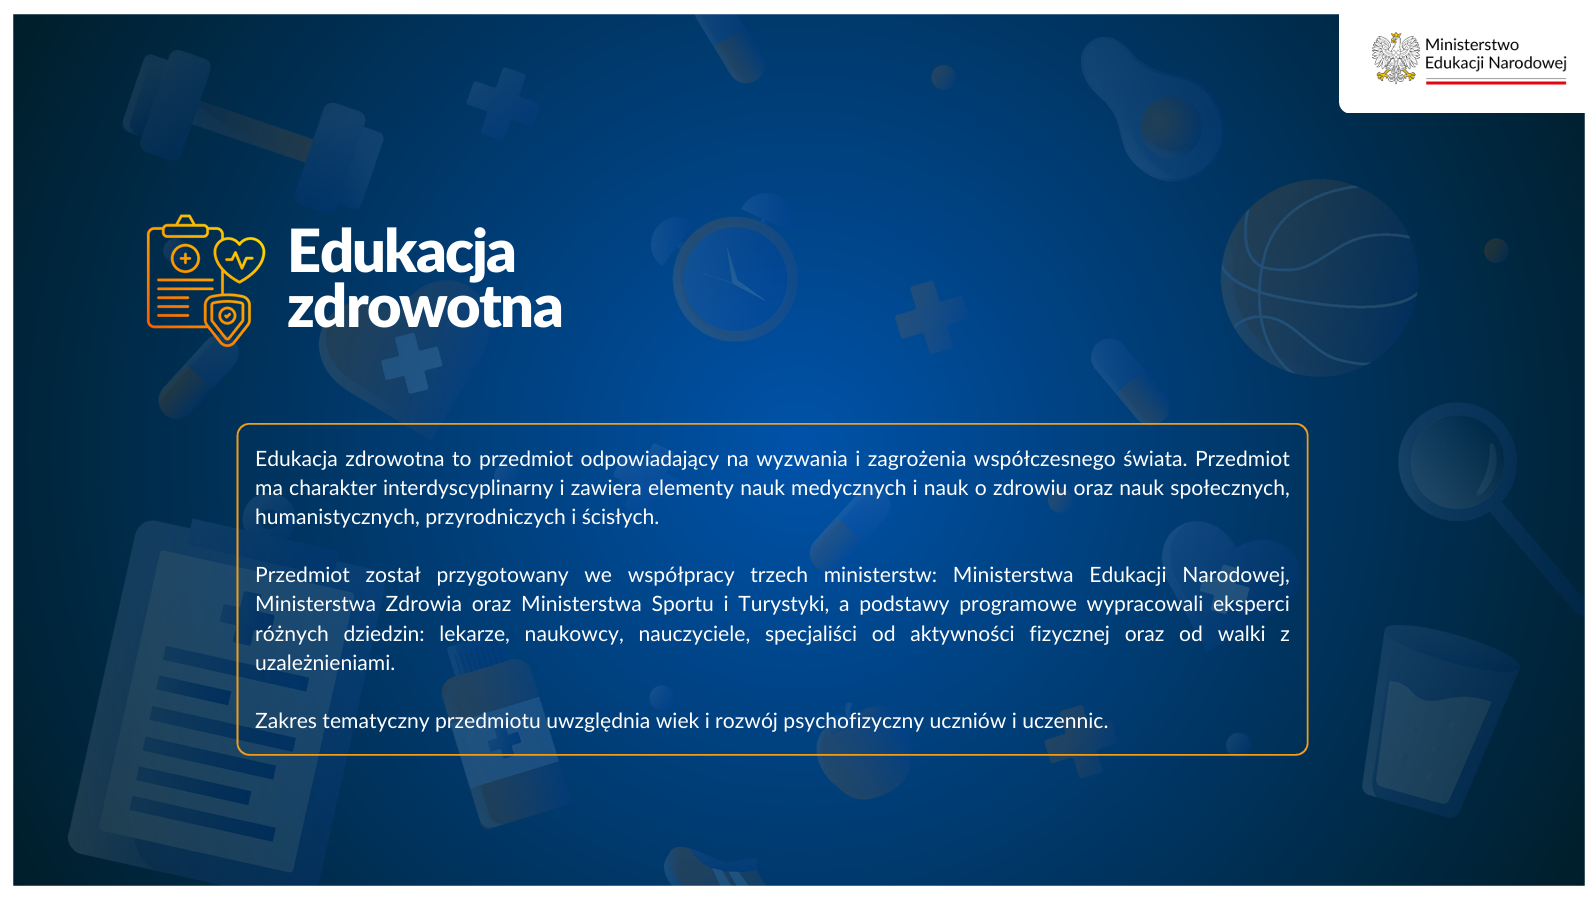 Ministerstwo
Edukacji Narodowej
Edukacja
zdrowotna
Edukacja zdrowotna to przedmiot odpowiadający na wyzwania i zagrożenia współczesnego świata. Przedmiot
ma charakter interdyscyplinarny i zawiera elementy nauk medycznych i nauk o zdrowiu oraz nauk społecznych,
humanistycznych, przyrodniczych i ścisłych.
Przedmiot został przygotowany we współpracy trzech ministerstw: Ministerstwa Edukacji Narodowej,
Ministerstwa Zdrowia oraz Ministerstwa Sportu i Turystyki, a podstawy programowe wypracowali eksperci
różnych dziedzin: lekarze, naukowcy, nauczyciele, specjaliści od aktywności fizycznej oraz od walki z
uzależnieniami.
Zakres tematyczny przedmiotu uwzględnia wiek i rozwój psychofizyczny uczniów i uczennic.